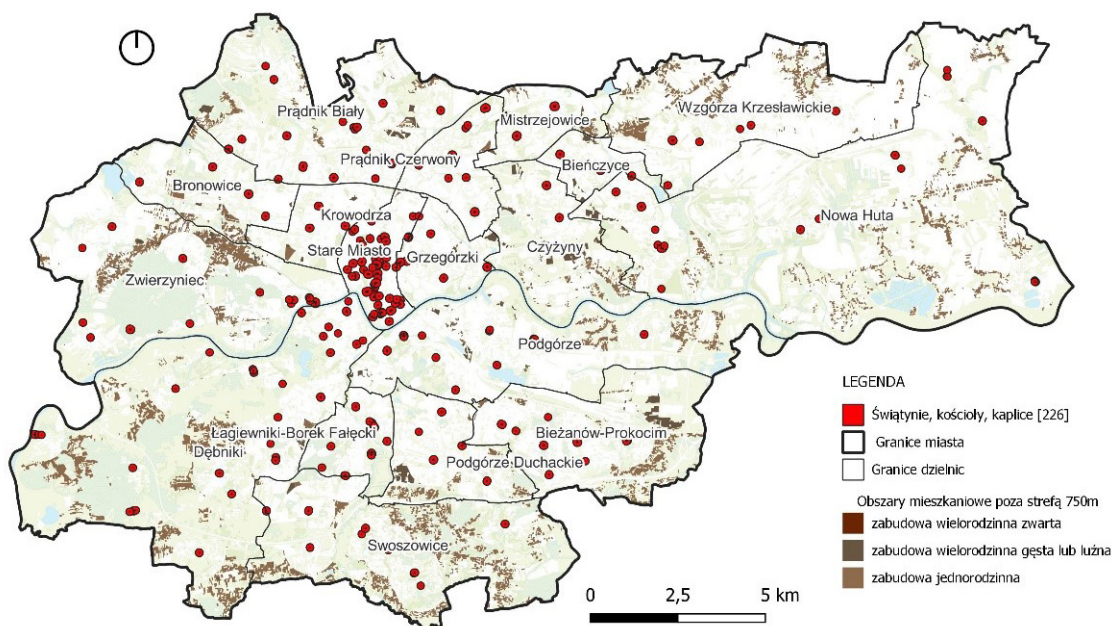 Prądnik Biały
Mistrzejowice
Wzgórza Krzesławickie
Prądnik Czerwony
Bieńczyce
Bronowice
Krowodrza
Nowa Huta
Stare Miasto
Grzegórzki
Czyżyny
Zwierzyniec
Podgórze
LEGENDA
Świątynie, kościoły, kaplice [226]
Granice miasta
Granice dzielnic
Obszary mieszkaniowe poza strefą 750m
zabudowa wielorodzinna zwarta
zabudowa wielorodzinna gęsta lub luźna
zabudowa jednorodzinna
Łagiewniki-Borek Fałęcki
Bieżanów-Prokocim
Dębniki
Podgórze Duchackie
Swoszowice
0 2,5 5 km